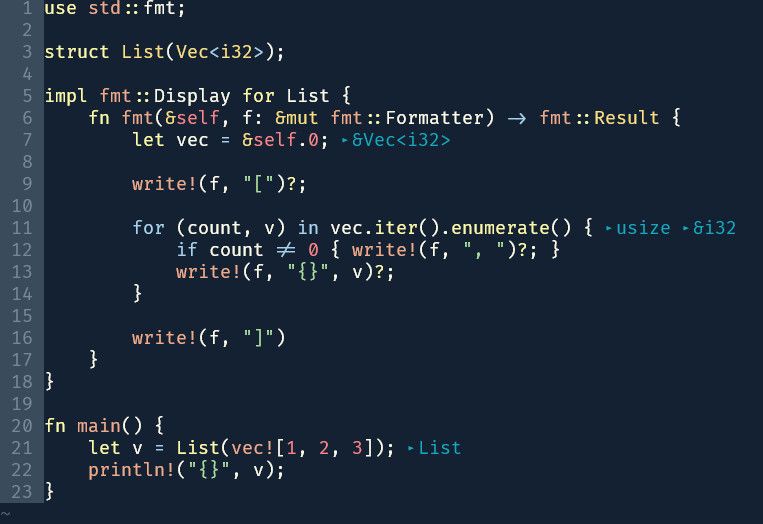 1 use std::fmt;
2
3 struct List(Vec<i32>);
4
5 impl fmt::Display for List {
6     fn fmt(&self, f: &mut fmt::Formatter) -> fmt::Result {
7         let vec = &self.0; ‣&Vec<i32>
8
9         write!(f, "[")?;
10
11         for (count, v) in vec.iter().enumerate() { ‣usize ‣&i32
12             if count != 0 { write!(f, ", ")?; }
13             write!(f, "{}", v)?;
14         }
15
16         write!(f, "]")
17     }
18 }
19
20 fn main() {
21     let v = List(vec![1, 2, 3]); ‣List
22     println!("{}", v);
23 }
~